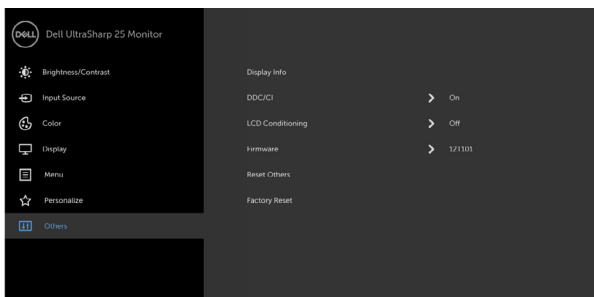 DELL Dell UltraSharp 25 Monitor
Brightness/Contrast
Input Source
Color
Display
Menu
Personalize
Others
Display Info
DDC/CI On
LCD Conditioning Off
Firmware 12T101
Reset Others
Factory Reset